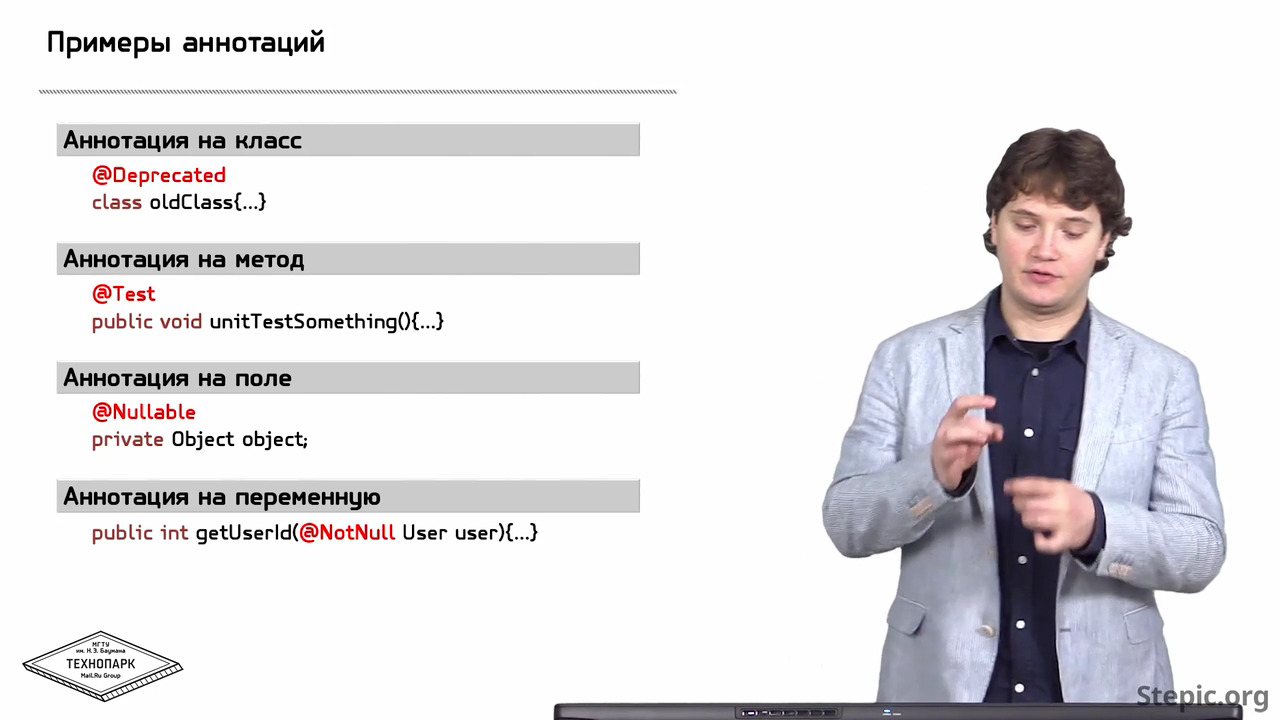 Примеры аннотаций
Аннотация на класс
@Deprecated
class oldClass{...}
Аннотация на метод
@Test
public void unitTestSomething(){...}
Аннотация на поле
@Nullable
private Object object;
Аннотация на переменную
public int getUserId(@NotNull User user){...}
МГТУ
им. Н.Э. Баумана
ТЕХНОПАРК
Mail.Ru Group
Stepic.org